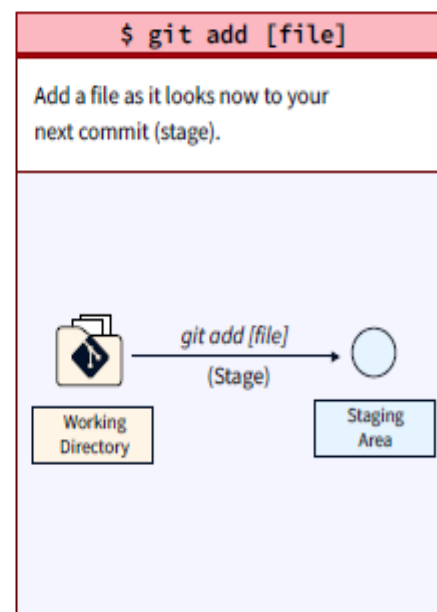 $ git add [file]
Add a file as it looks now to your
next commit (stage).
git add [file]
(Stage)
Working
Directory
Staging
Area